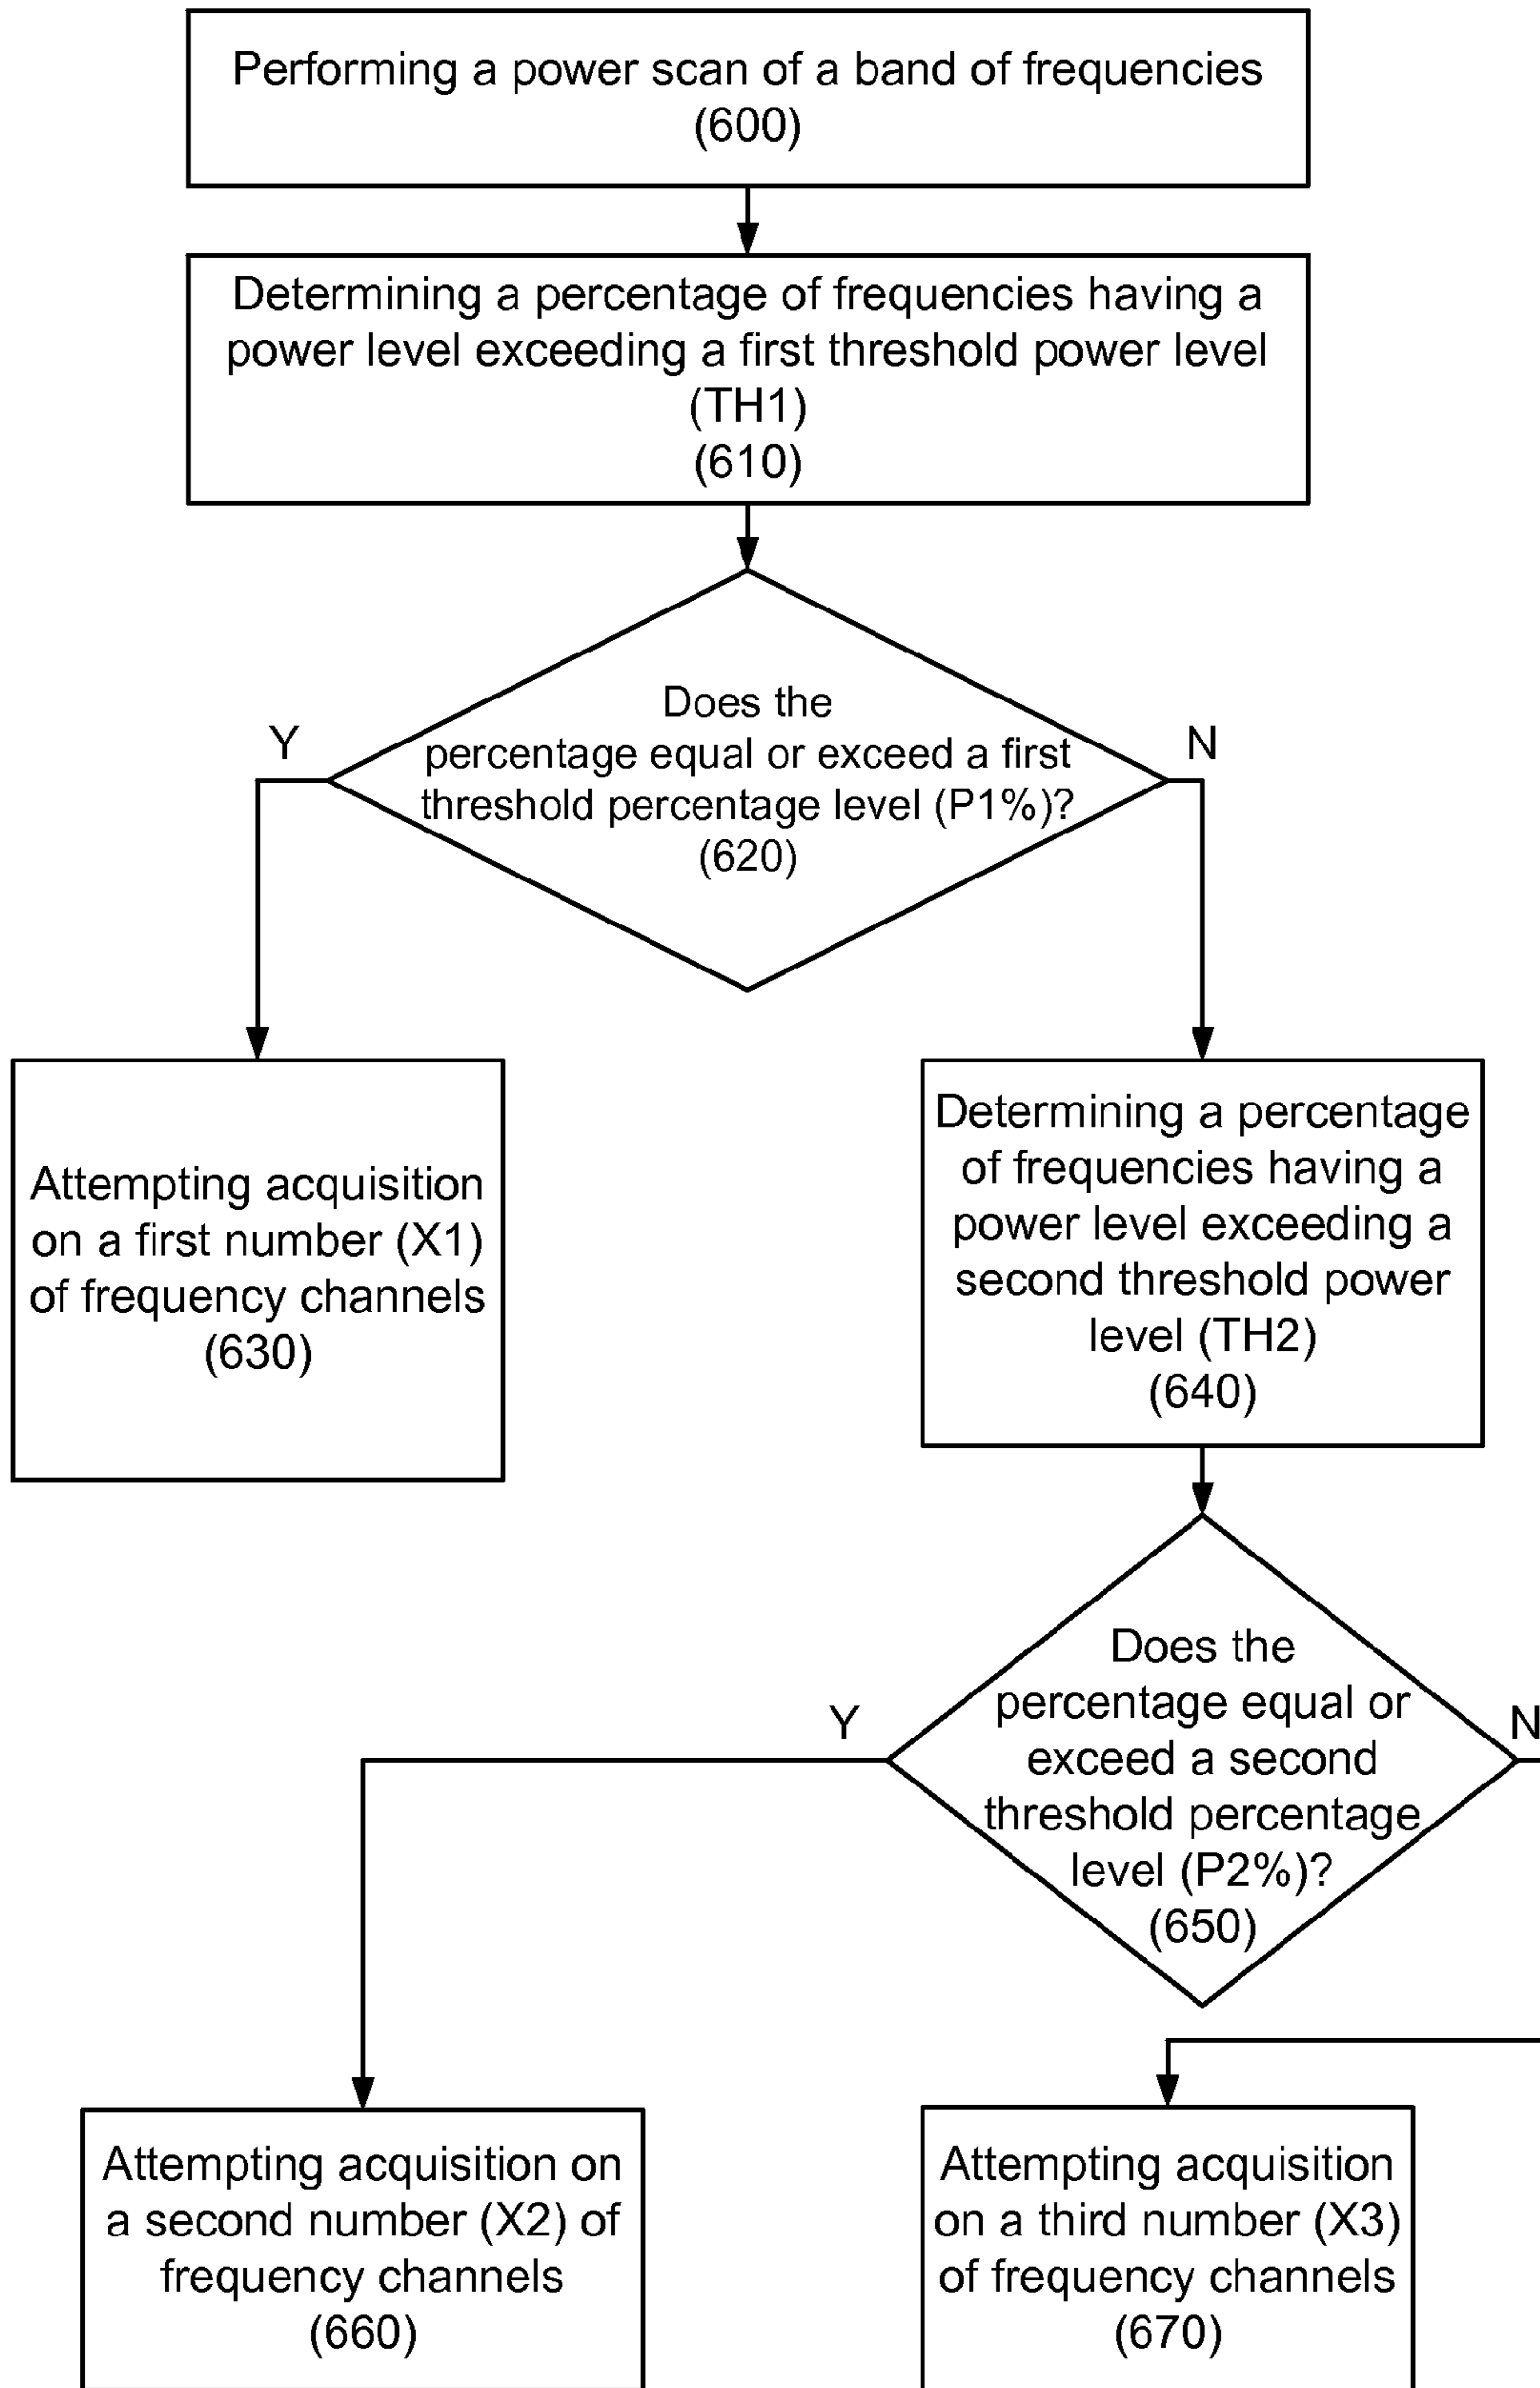 Performing a power scan of a band of frequencies
(600)
Determining a percentage of frequencies having a
power level exceeding a first threshold power level
(TH1)
(610)
Does the
percentage equal or exceed a first
threshold percentage level (P1%)?
(620)
Y
N
Attempting acquisition
on a first number (X1)
of frequency channels
(630)
Determining a percentage
of frequencies having a
power level exceeding a
second threshold power
level (TH2)
(640)
Does the
percentage equal or
exceed a second
threshold percentage
level (P2%)?
(650)
Y
N
Attempting acquisition on
a second number (X2) of
frequency channels
(660)
Attempting acquisition
on a third number (X3)
of frequency channels
(670)